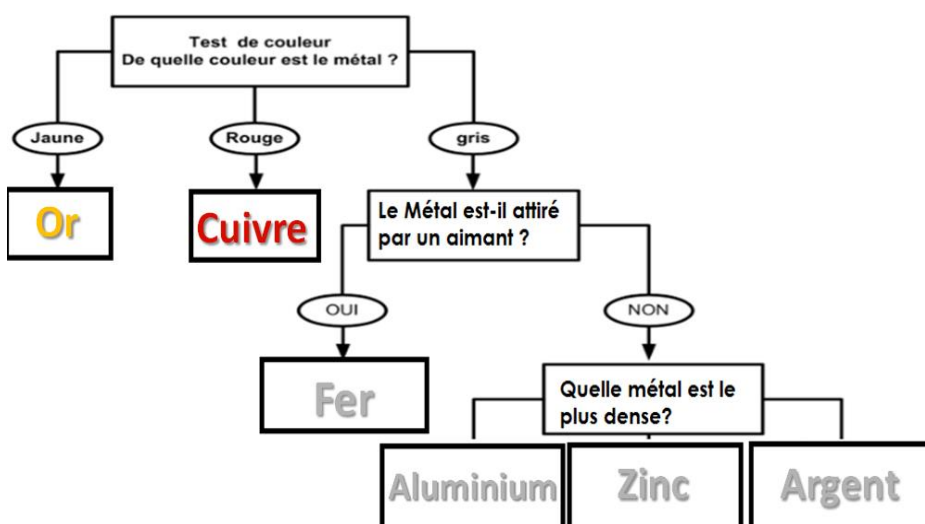 Test de couleur
De quelle couleur est le métal ?
Jaune
Rouge
gris
Or
Cuivre
Le Métal est-il attiré
par un aimant ?
OUI
NON
Fer
Quelle métal est le
plus dense?
Aluminium
Zinc
Argent